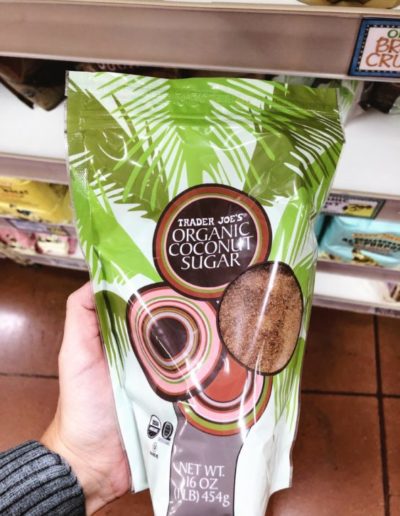 TRADER JOE'S
ORGANIC
COCONUT
SUGAR
NET WT.
16 OZ
(1 LB) 454g